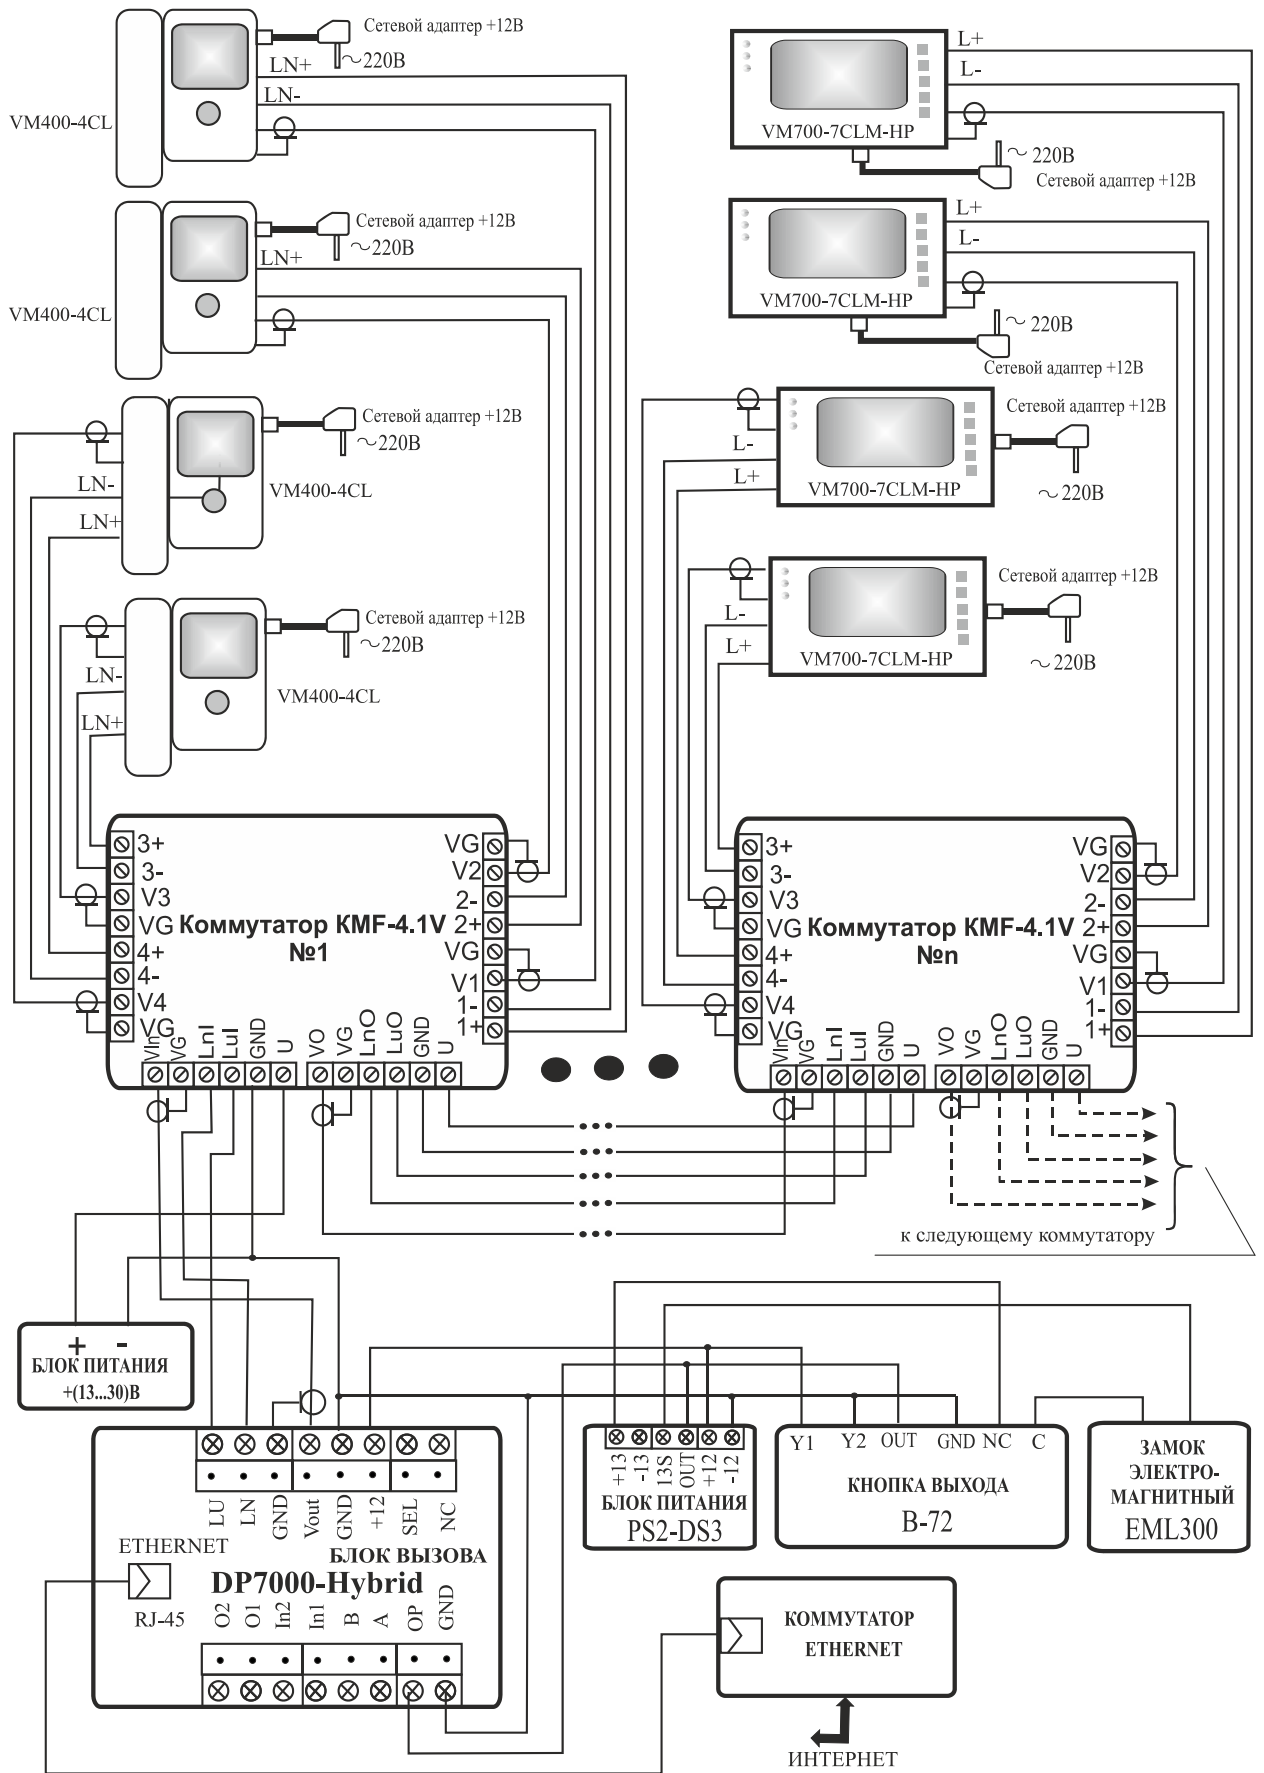 Сетевой адаптер +12В
～220В
LN+
LN-
VM400-4CL
Сетевой адаптер +12В
～220В
LN+
VM400-4CL
Сетевой адаптер +12В
～220В
LN-
LN+
VM400-4CL
Сетевой адаптер +12В
～220В
LN-
LN+
VM400-4CL
L+
L-
VM700-7CLM-HP
～ 220В
Сетевой адаптер +12В
L+
L-
VM700-7CLM-HP
～ 220В
Сетевой адаптер +12В
Сетевой адаптер +12В
L-
L+
VM700-7CLM-HP
～ 220В
Сетевой адаптер +12В
L-
L+
VM700-7CLM-HP
～ 220В
3+
3-
V3
VG
4+
4-
V4
VG
Коммутатор KMF-4.1V
№1
VG
V2
2-
2+
VG
V1
1-
1+
VIn
VG
LnI
LuI
GND
U
VO
VG
LnO
LuO
GND
U
3+
3-
V3
VG
4+
4-
V4
VG
Коммутатор KMF-4.1V
№n
VG
V2
2-
2+
VG
V1
1-
1+
VIn
VG
LnI
LuI
GND
U
VO
VG
LnO
LuO
GND
U
к следующему коммутатору
+ -
БЛОК ПИТАНИЯ
+(13...30)В
LU
LN
GND
Vout
GND
+12
SEL
NC
ETHERNET
RJ-45
БЛОК ВЫЗОВА
DP7000-Hybrid
O2
O1
In2
In1
B
A
OP
GND
+13
-13
13S
OUT
+12
-12
БЛОК ПИТАНИЯ
PS2-DS3
Y1 Y2 OUT GND NC C
КНОПКА ВЫХОДА
B-72
ЗАМОК
ЭЛЕКТРО-
МАГНИТНЫЙ
EML300
КОММУТАТОР
ETHERNET
ИНТЕРНЕТ